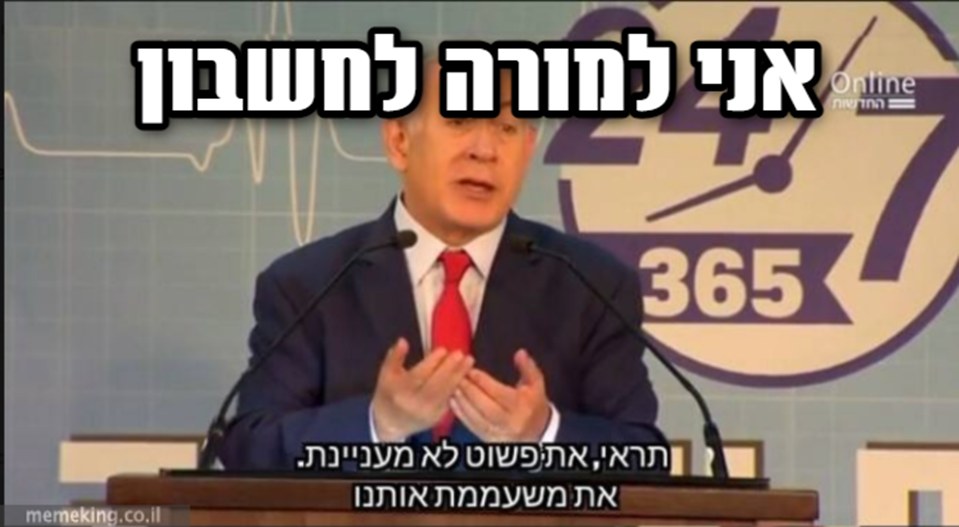 אני למורה לחשבון
Online
החדשות
24/7
365
תראי, את פשוט לא מעניינת.
את משעממת אותנו
memeking.co.il